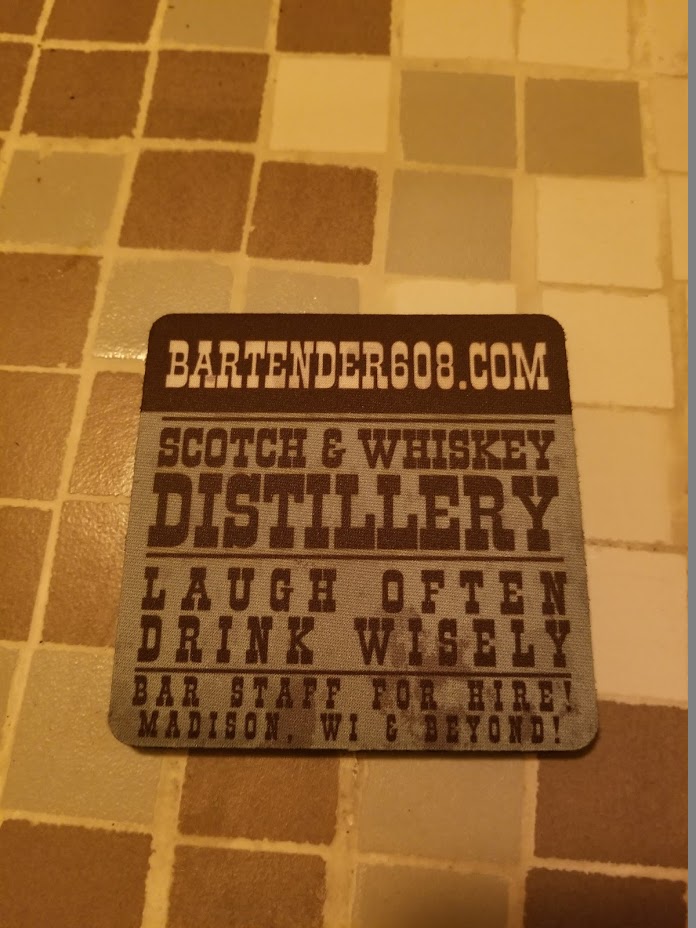 BARTENDER608.COM
SCOTCH & WHISKEY
DISTILLERY
LAUGH OFTEN
DRINK WISELY
BAR STAFF FOR HIRE!
MADISON, WI & BEYOND!